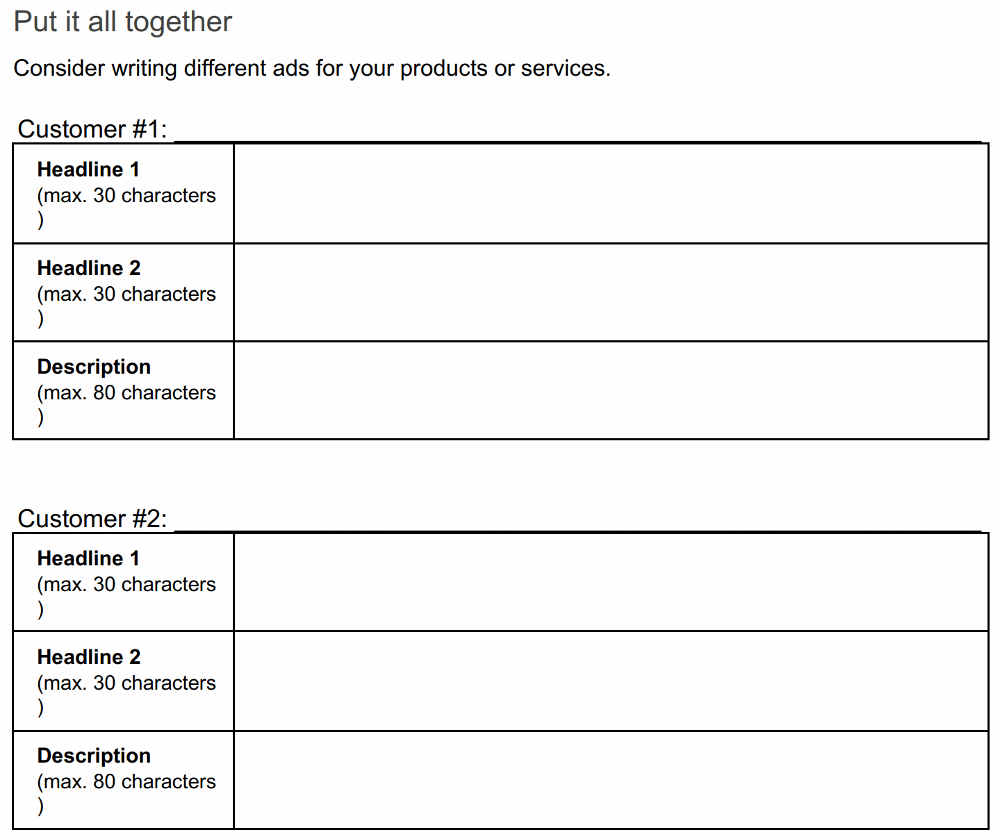 Put it all together
Consider writing different ads for your products or services.
Customer #1:
Headline 1
(max. 30 characters
)
Headline 2
(max. 30 characters
)
Description
(max. 80 characters
)
Customer #2:
Headline 1
(max. 30 characters
)
Headline 2
(max. 30 characters
)
Description
(max. 80 characters
)